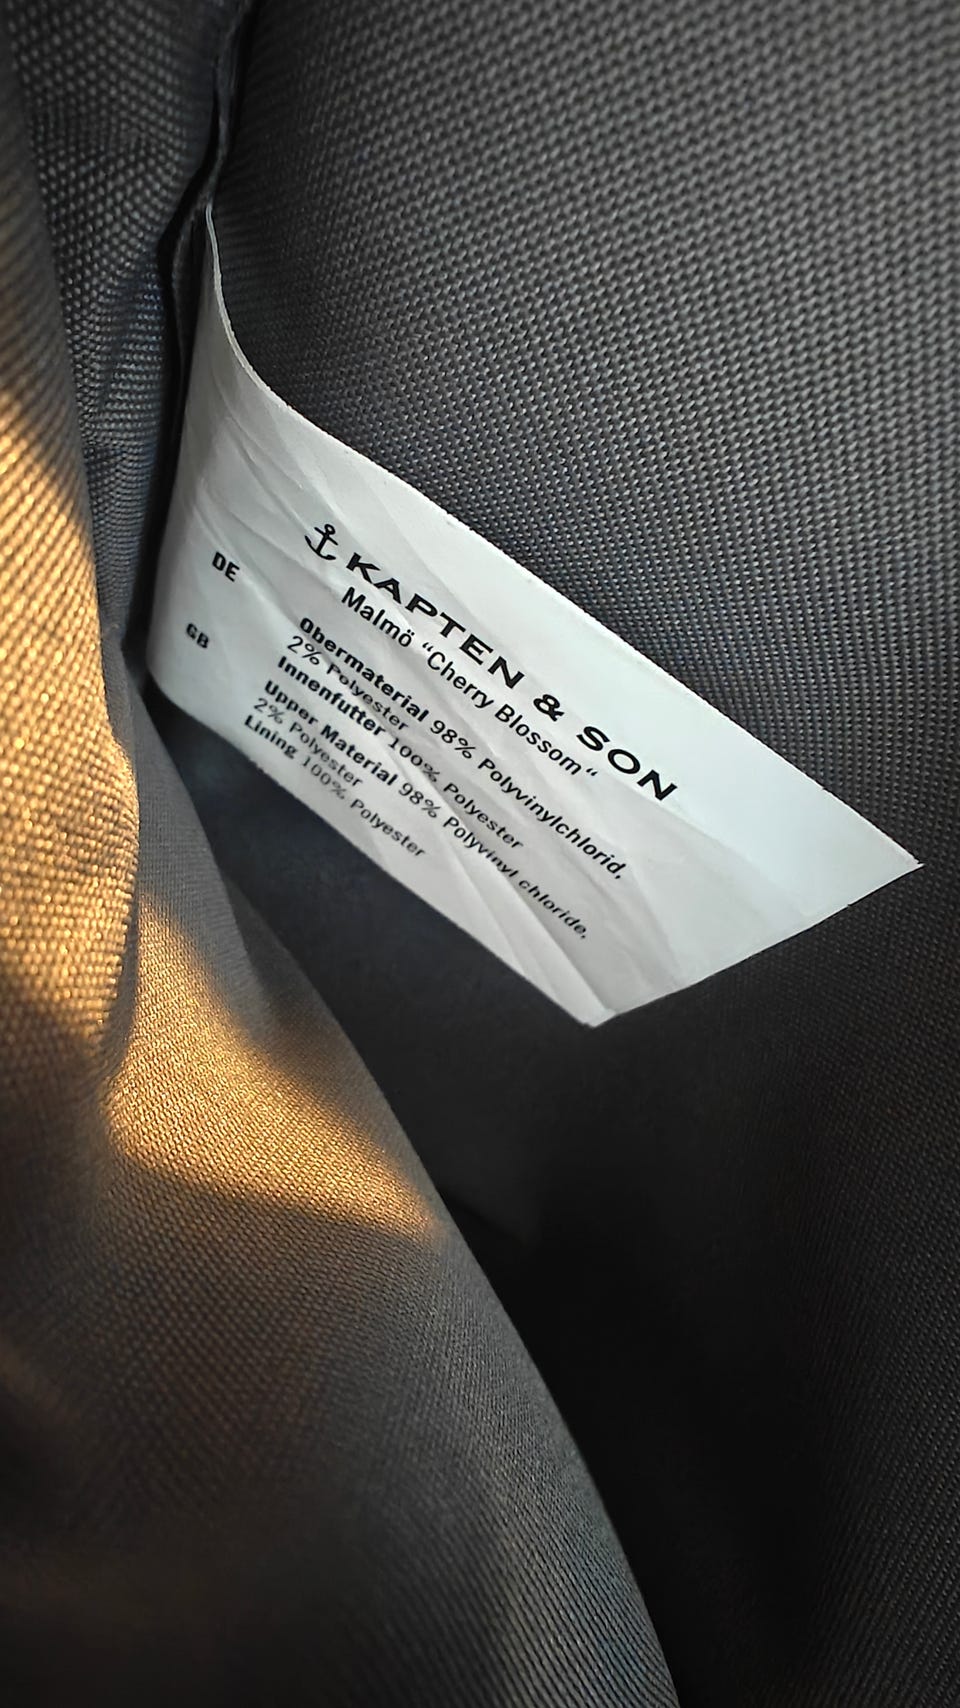 KAPTEN & SON
Malmö “Cherry Blossom“
DE
Obermaterial 98% Polyvinylchlorid,
2% Polyester
Innenfutter 100% Polyester
GB
Upper Material 98% Polyvinyl chloride,
2% Polyester
Lining 100% Polyester